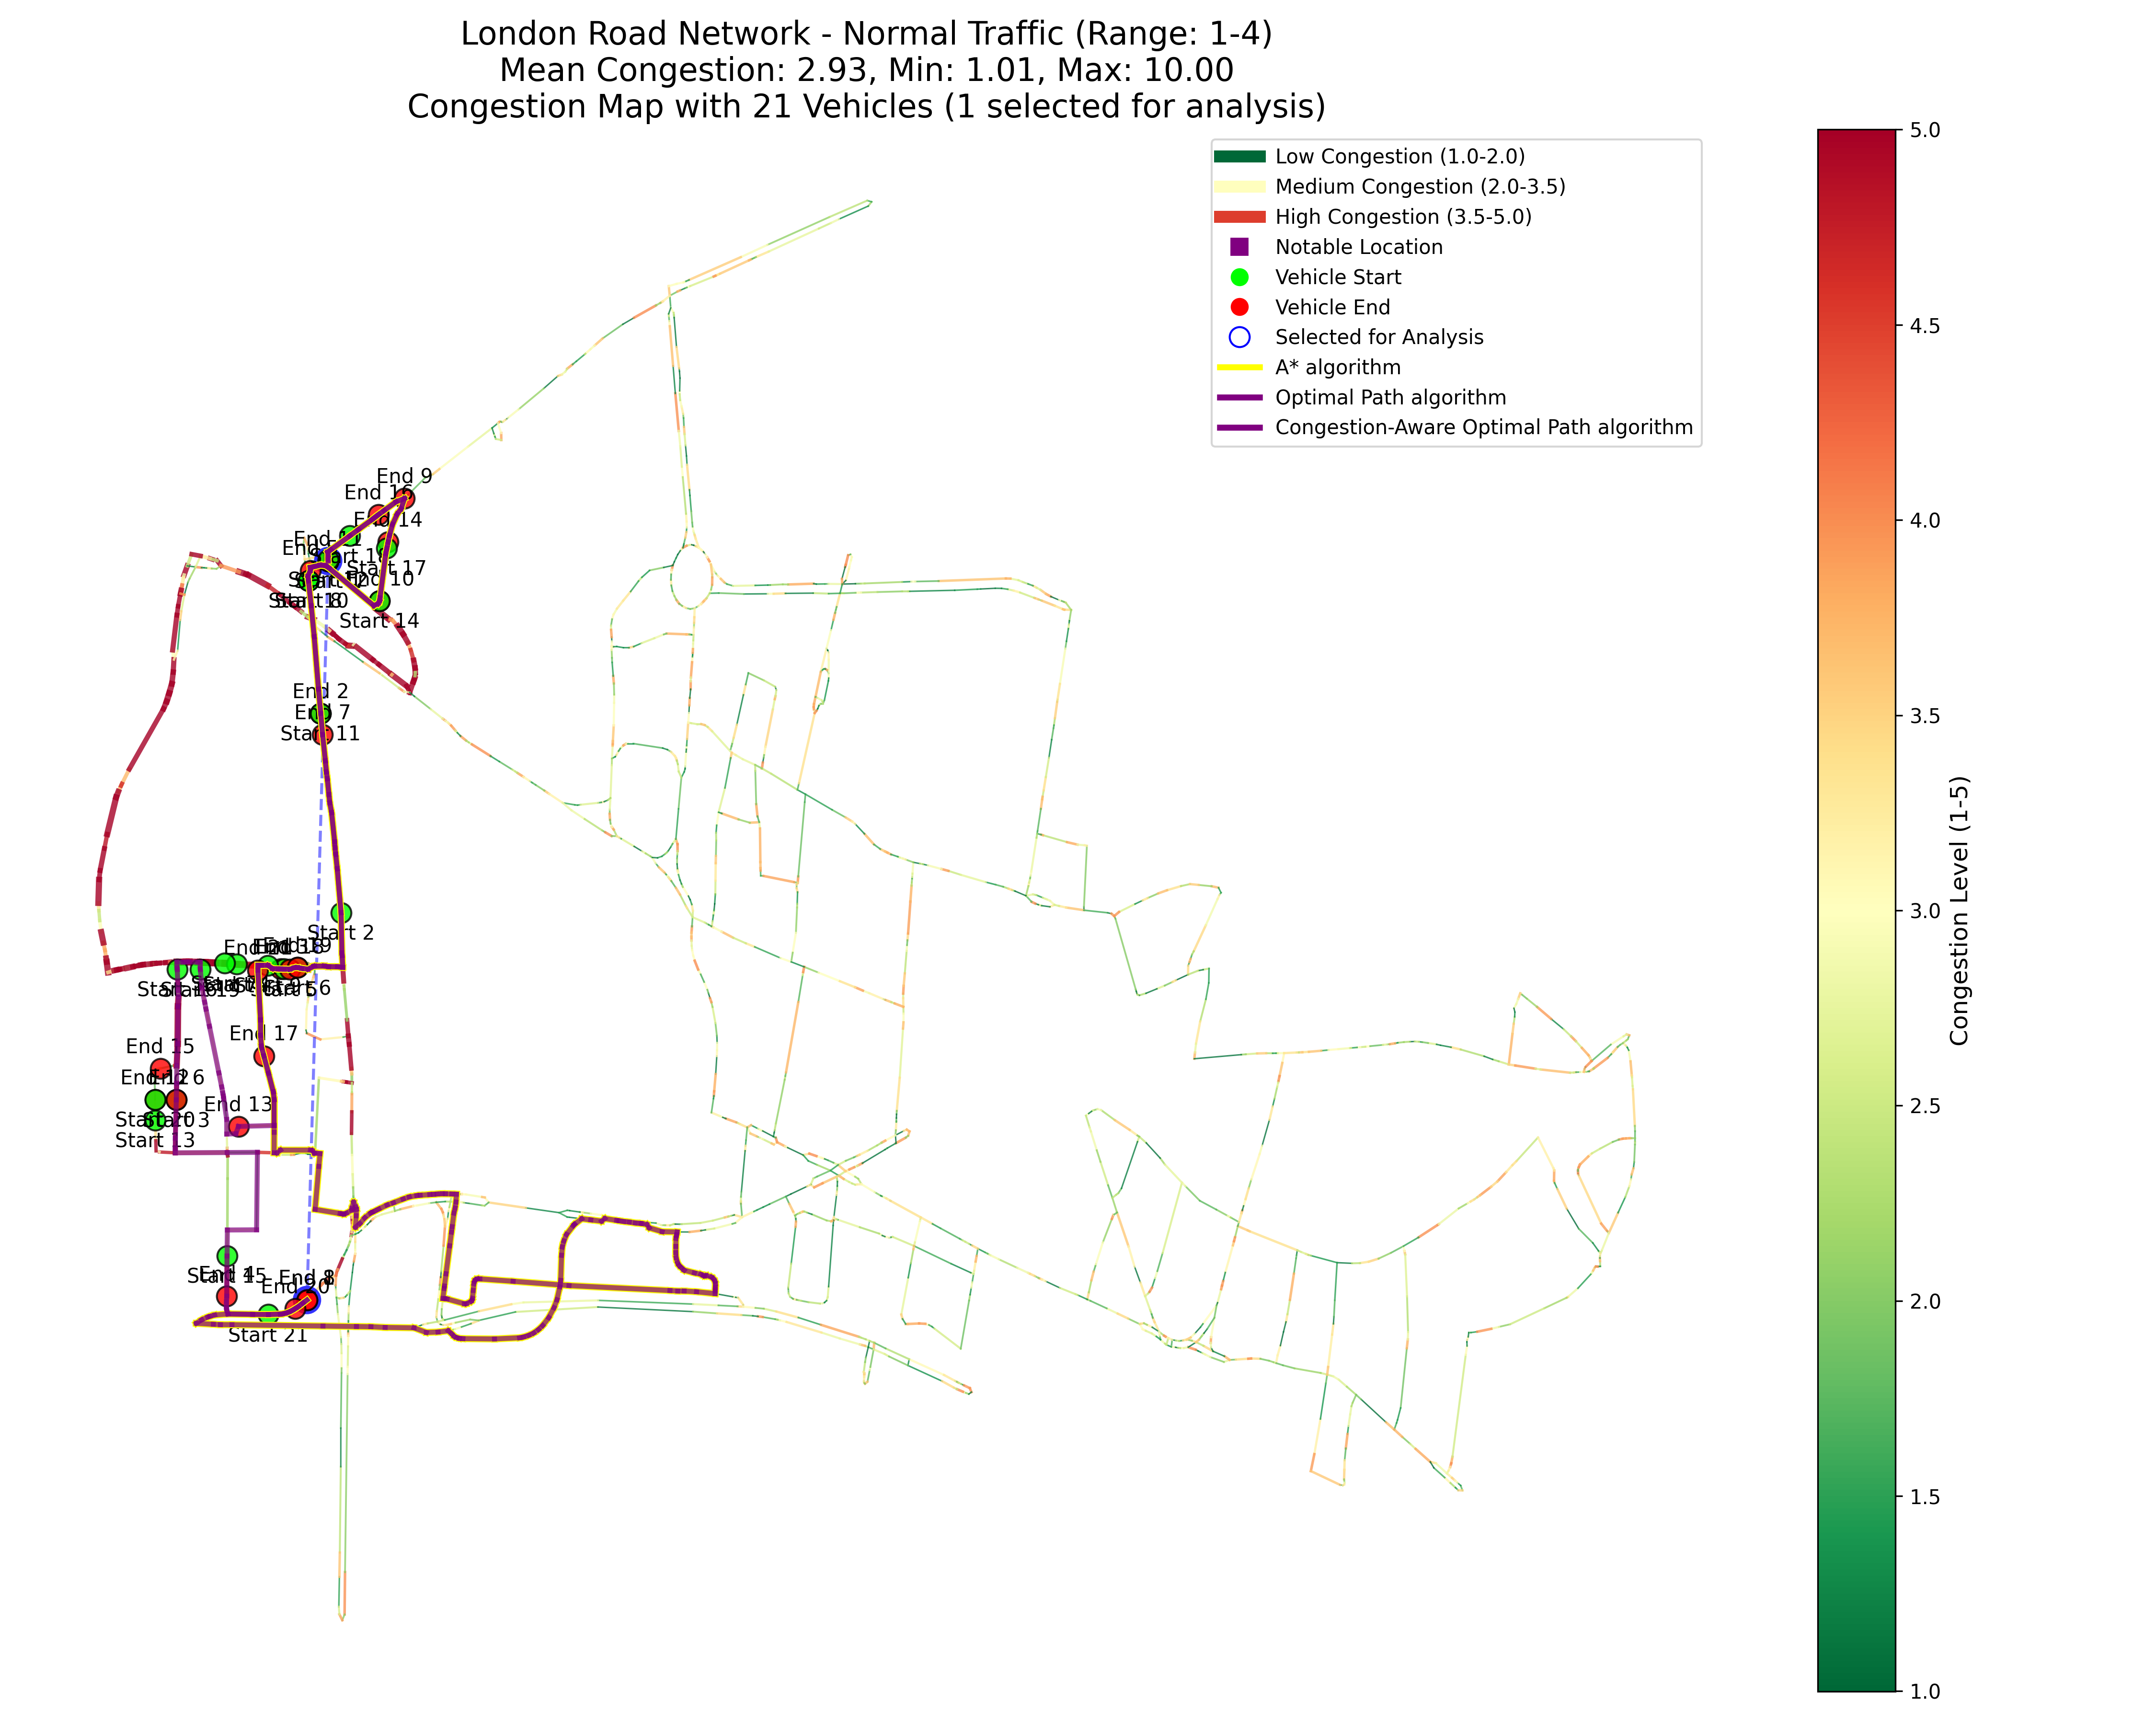 London Road Network - Normal Traffic (Range: 1-4)
Mean Congestion: 2.93, Min: 1.01, Max: 10.00
Congestion Map with 21 Vehicles (1 selected for analysis)
Low Congestion (1.0-2.0)
Medium Congestion (2.0-3.5)
High Congestion (3.5-5.0)
Notable Location
Vehicle Start
Vehicle End
Selected for Analysis
A* algorithm
Optimal Path algorithm
Congestion-Aware Optimal Path algorithm
5.0
4.5
4.0
3.5
3.0
2.5
2.0
1.5
1.0
Congestion Level (1-5)
End 9
End 16
End 14
Start 17
End 10
Start 14
End 2
End 7
Start 11
Start 2
End 17
End 15
End 13
Start 13
End 8
End 20
Start 21